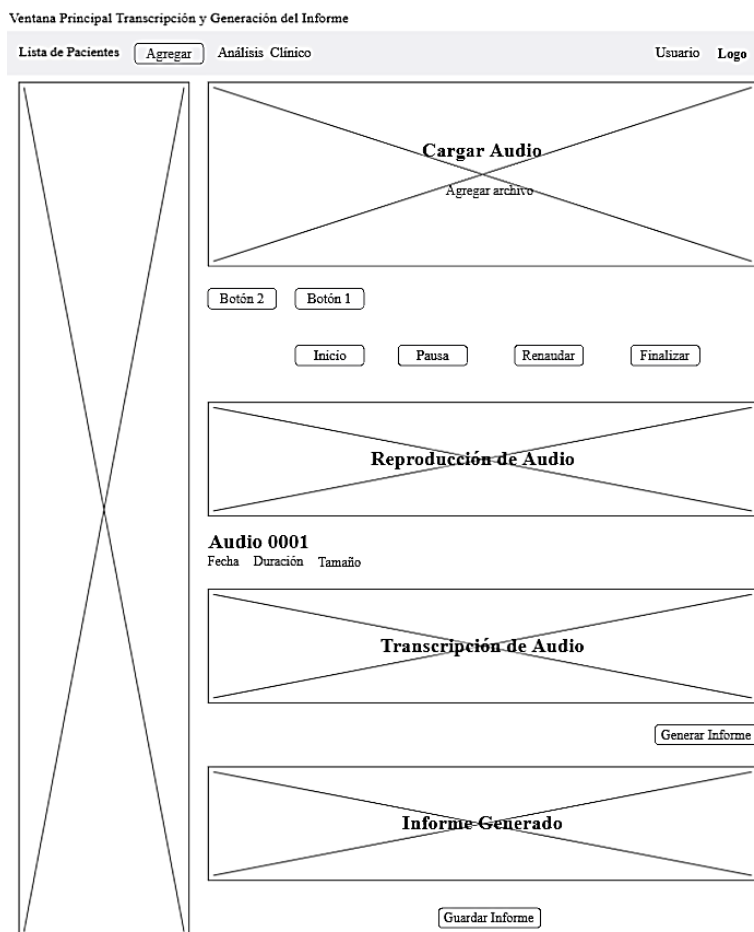 Ventana Principal Transcripción y Generación del Informe
Lista de Pacientes Agregar Análisis Clínico Usuario Logo
Cargar Audio
Agregar archivo
Botón 2 Botón 1
Inicio Pausa Renaudar Finalizar
Reproducción de Audio
Audio 0001
Fecha Duración Tamaño
Transcripción de Audio
Generar Informe
Informe Generado
Guardar Informe